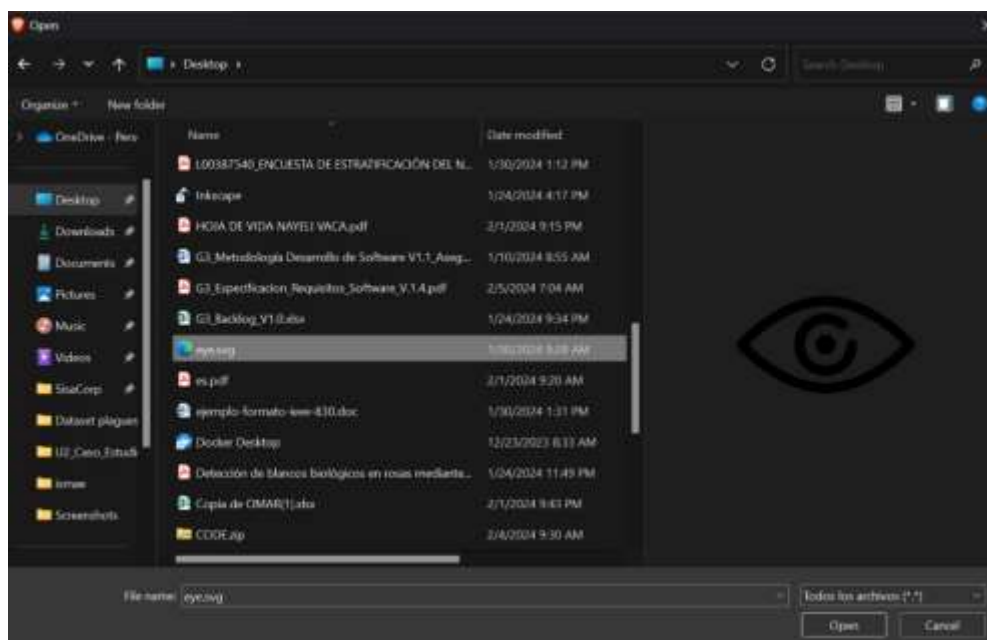 Open
Desktop
Search Desktop
Organize
New folder
OneDrive - Pers
Desktop
Downloads
Documents
Pictures
Music
Videos
SisaCorp
Dataset plagues
U2_Caso_Estudi
Screenshots
Name
Date modified
L00387540_ENCUESTA DE ESTRATIFICACIÓN DEL N... 1/30/2024 1:12 PM
Inkscape 1/24/2024 4:17 PM
HOJA DE VIDA NAYELI VACA.pdf 2/1/2024 9:15 PM
G3_Metodología Desarrollo de Software V1.1_Aseg... 1/10/2024 8:55 AM
G3_Especificacion_Requisitos_Software_V.1.4.pdf 2/5/2024 7:04 AM
G3_Backlog_V1.0.xlsx 1/24/2024 9:34 PM
eye.svg
es.pdf 2/1/2024 9:20 AM
ejemplo-formato-ieee-830.doc 1/30/2024 1:31 PM
Docker Desktop 12/23/2023 8:33 AM
Detección de blancos biológicos en rosas mediante... 1/24/2024 11:49 PM
Copia de OMAR(1).xlsx 2/1/2024 9:43 PM
CODE.zip 2/4/2024 9:30 AM
File name: eye.svg
Todos los archivos (*.*)
Open
Cancel